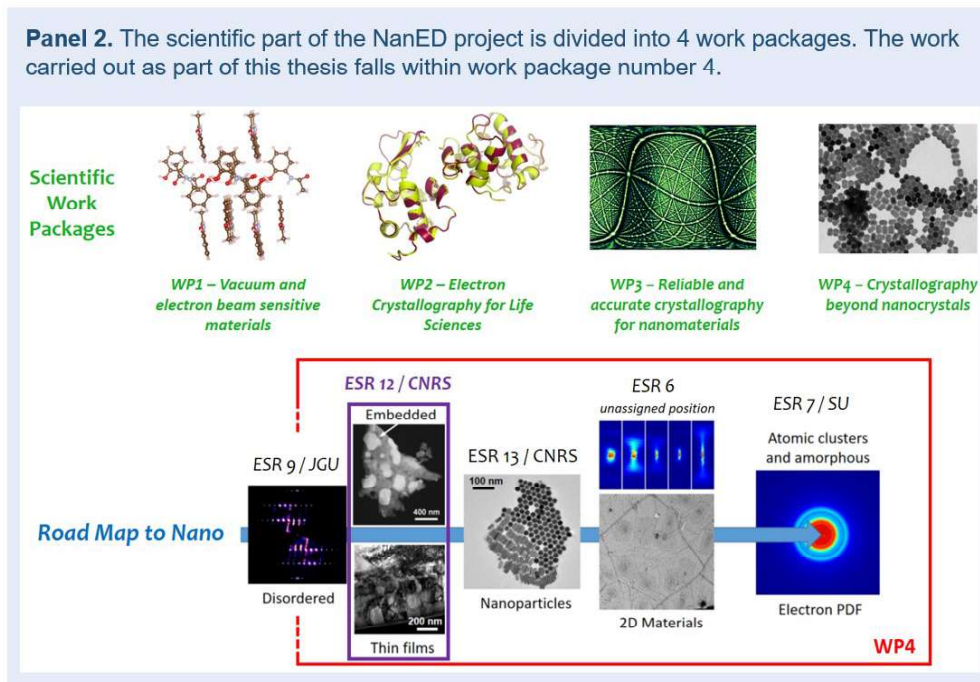 Panel 2. The scientific part of the NanED project is divided into 4 work packages. The work
carried out as part of this thesis falls within work package number 4.
Scientific
Work
Packages
WP1 – Vacuum and
electron beam sensitive
materials
WP2 – Electron
Crystallography for Life
Sciences
WP3 – Reliable and
accurate crystallography
for nanomaterials
WP4 – Crystallography
beyond nanocrystals
Road Map to Nano
ESR 9 / JGU
Disordered
ESR 12 / CNRS
Embedded
400 nm
200 nm
Thin films
ESR 13 / CNRS
100 nm
Nanoparticles
ESR 6
unassigned position
2D Materials
ESR 7 / SU
Atomic clusters
and amorphous
Electron PDF
WP4